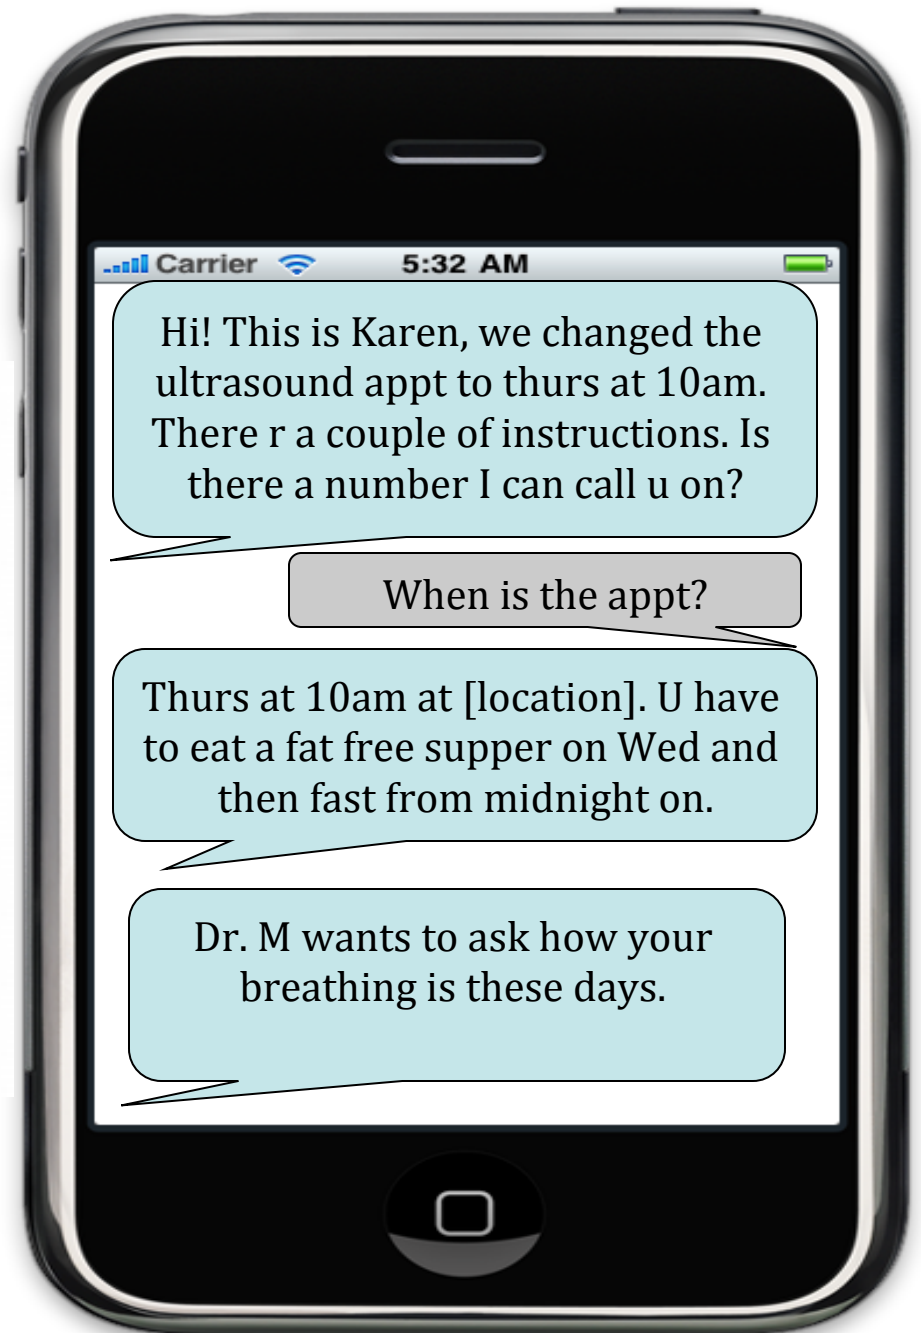 Carrier 5:32 AM
Hi! This is Karen, we changed the
ultrasound appt to thurs at 10am.
There r a couple of instructions. Is
there a number I can call u on?
When is the appt?
Thurs at 10am at [location]. U have
to eat a fat free supper on Wed and
then fast from midnight on.
Dr. M wants to ask how your
breathing is these days.